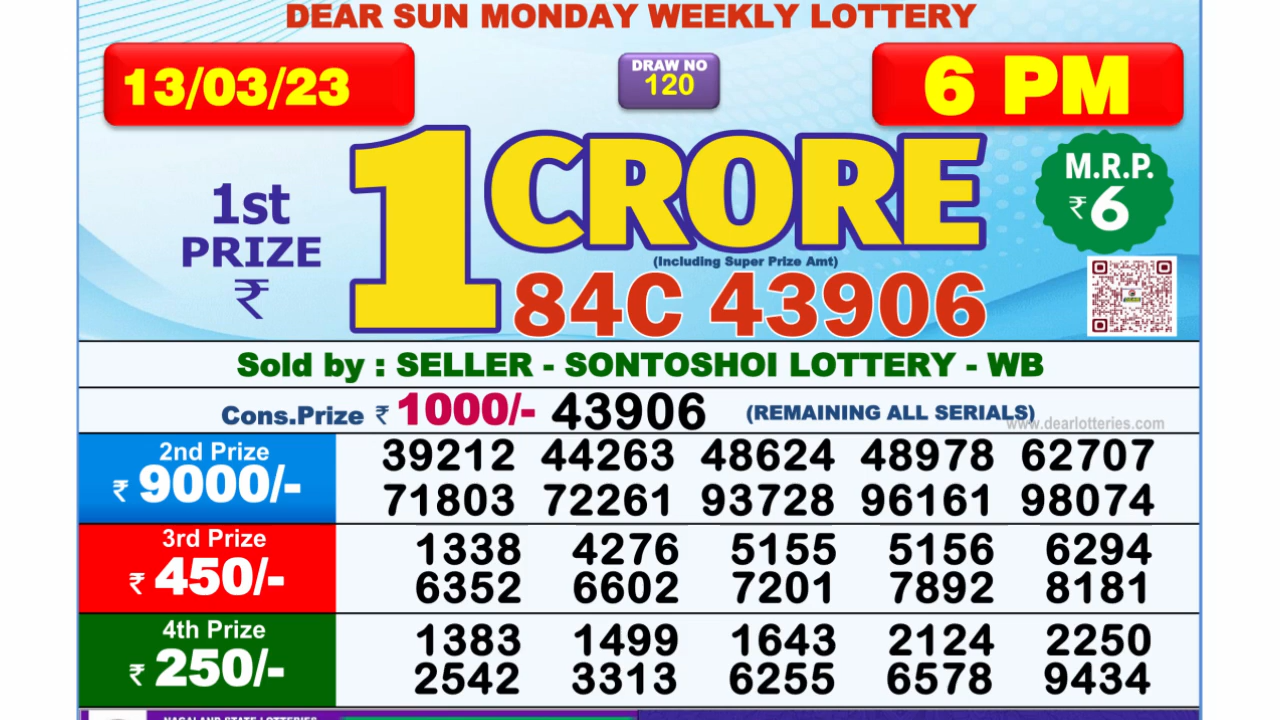 DEAR SUN MONDAY WEEKLY LOTTERY
13/03/23
DRAW NO
120
6 PM
1st
PRIZE
₹
1 CRORE
(Including Super Prize Amt)
84C 43906
M.R.P.
₹6
Sold by : SELLER - SONTOSHOI LOTTERY - WB
Cons.Prize ₹ 1000/- 43906 (REMAINING ALL SERIALS)
www.dearlotteries.com
2nd Prize
₹ 9000/-
39212 44263 48624 48978 62707
71803 72261 93728 96161 98074
3rd Prize
₹ 450/-
1338 4276 5155 5156 6294
6352 6602 7201 7892 8181
4th Prize
₹ 250/-
1383 1499 1643 2124 2250
2542 3313 6255 6578 9434
NAGALAND STATE LOTTERIES